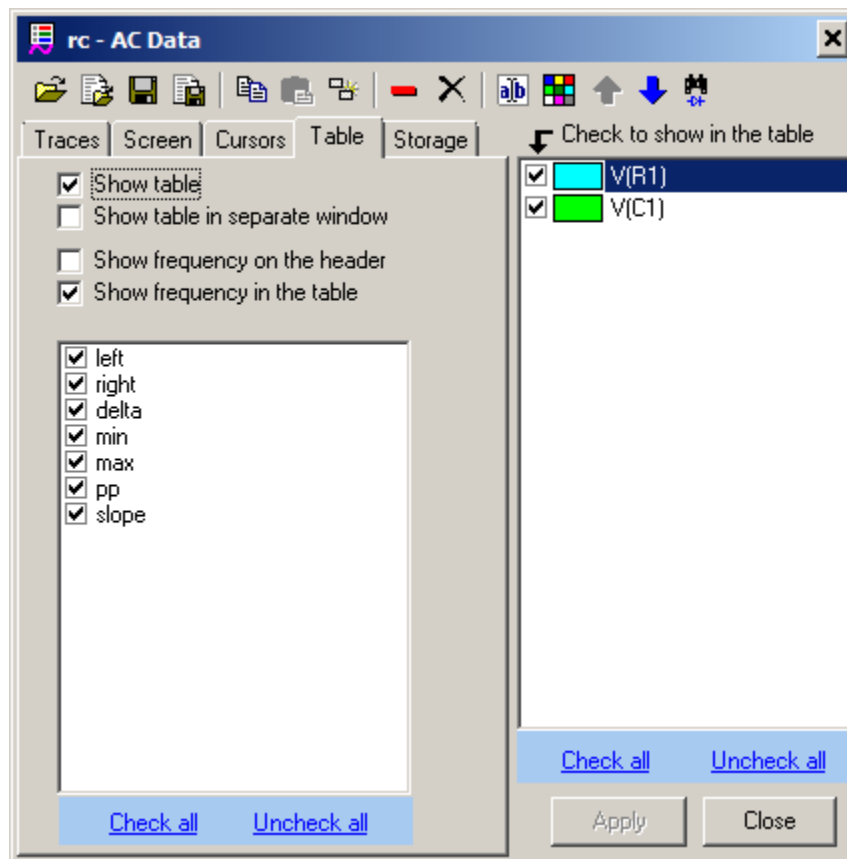 rc - AC Data
Traces Screen Cursors Table Storage
Check to show in the table
Show table
Show table in separate window
Show frequency on the header
Show frequency in the table
left
right
delta
min
max
pp
slope
Check all Uncheck all
V(R1)
V(C1)
Check all Uncheck all
Apply Close